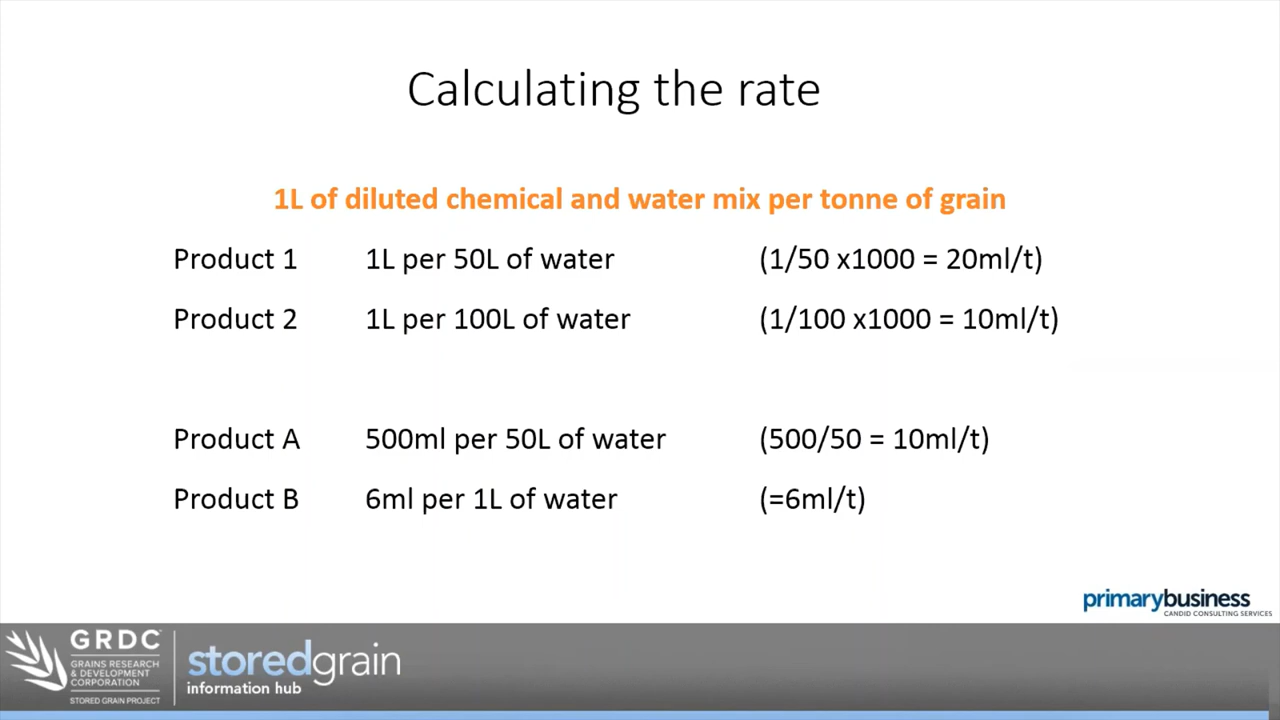 Calculating the rate
1L of diluted chemical and water mix per tonne of grain
Product 1 1L per 50L of water (1/50 x1000 = 20ml/t)
Product 2 1L per 100L of water (1/100 x1000 = 10ml/t)
Product A 500ml per 50L of water (500/50 = 10ml/t)
Product B 6ml per 1L of water (=6ml/t)
primarybusiness
CANDID CONSULTING SERVICES
GRDC
GRAINS RESEARCH
& DEVELOPMENT
CORPORATION
STORED GRAIN PROJECT
storedgrain
information hub